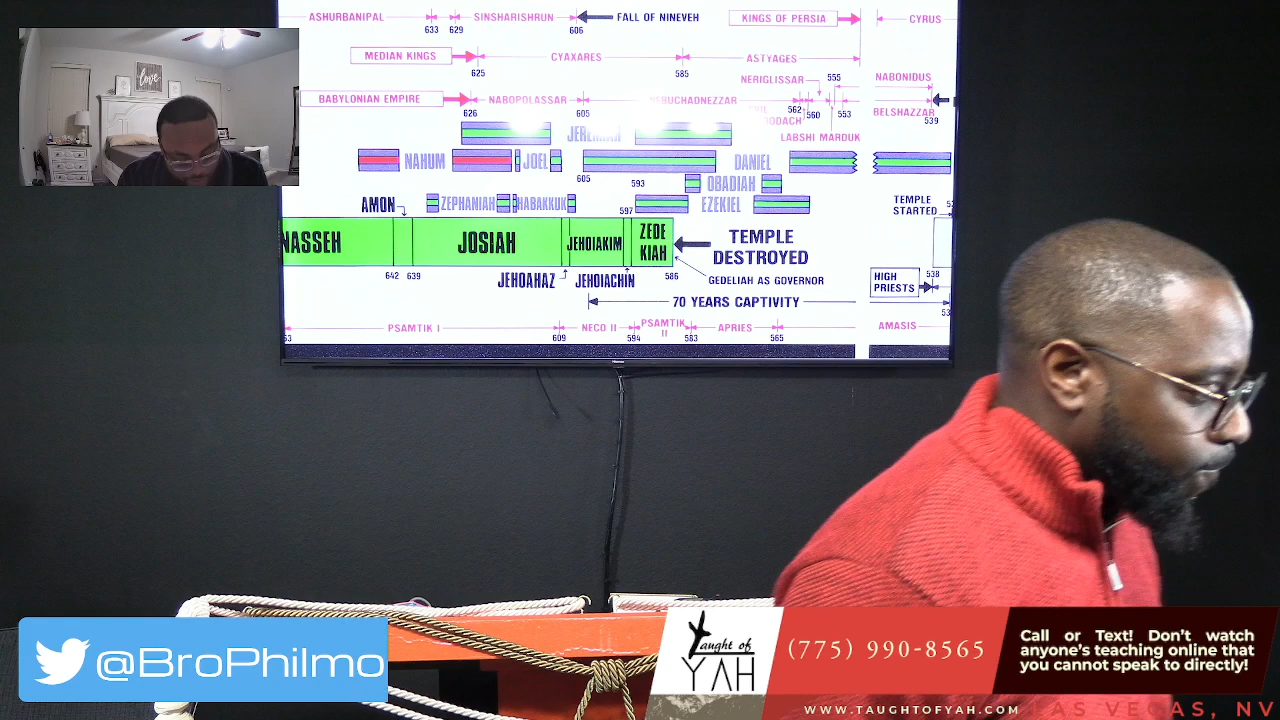 ASHURBANIPAL
633 629
SINSHARISHRUN
606
FALL OF NINEVEH
KINGS OF PERSIA
CYRUS
MEDIAN KINGS
625
CYAXARES
585
ASTYAGES
NERIGLISSAR
555
NABONIDUS
BABYLONIAN EMPIRE
626
NABOPOLASSAR
605
562
560
553
LABSHI MARDUK
BELSHAZZAR
539
love
NAHUM
JOEL
605
593
DANIEL
OBADIAH
AMON
ZEPHANIAH
HABAKKUK
597
EZEKIEL
TEMPLE
STARTED
NASSEH
JOSIAH
JEHOIAKIM
ZEDE
KIAH
TEMPLE
DESTROYED
642 639
JEHOAHAZ
JEHOIACHIN
586
GEDELIAH AS GOVERNOR
HIGH
PRIESTS
538
70 YEARS CAPTIVITY
53
PSAMTIK I
609
NECO II
594
PSAMTIK
II
583
APRIES
565
AMASIS
@BroPhilmo
Taught of
YAH
(775) 990-8565
Call or Text! Don't watch
anyone's teaching online that
you cannot speak to directly!
WWW.TAUGHTOFYAH.COM
LAS VEGAS, NV